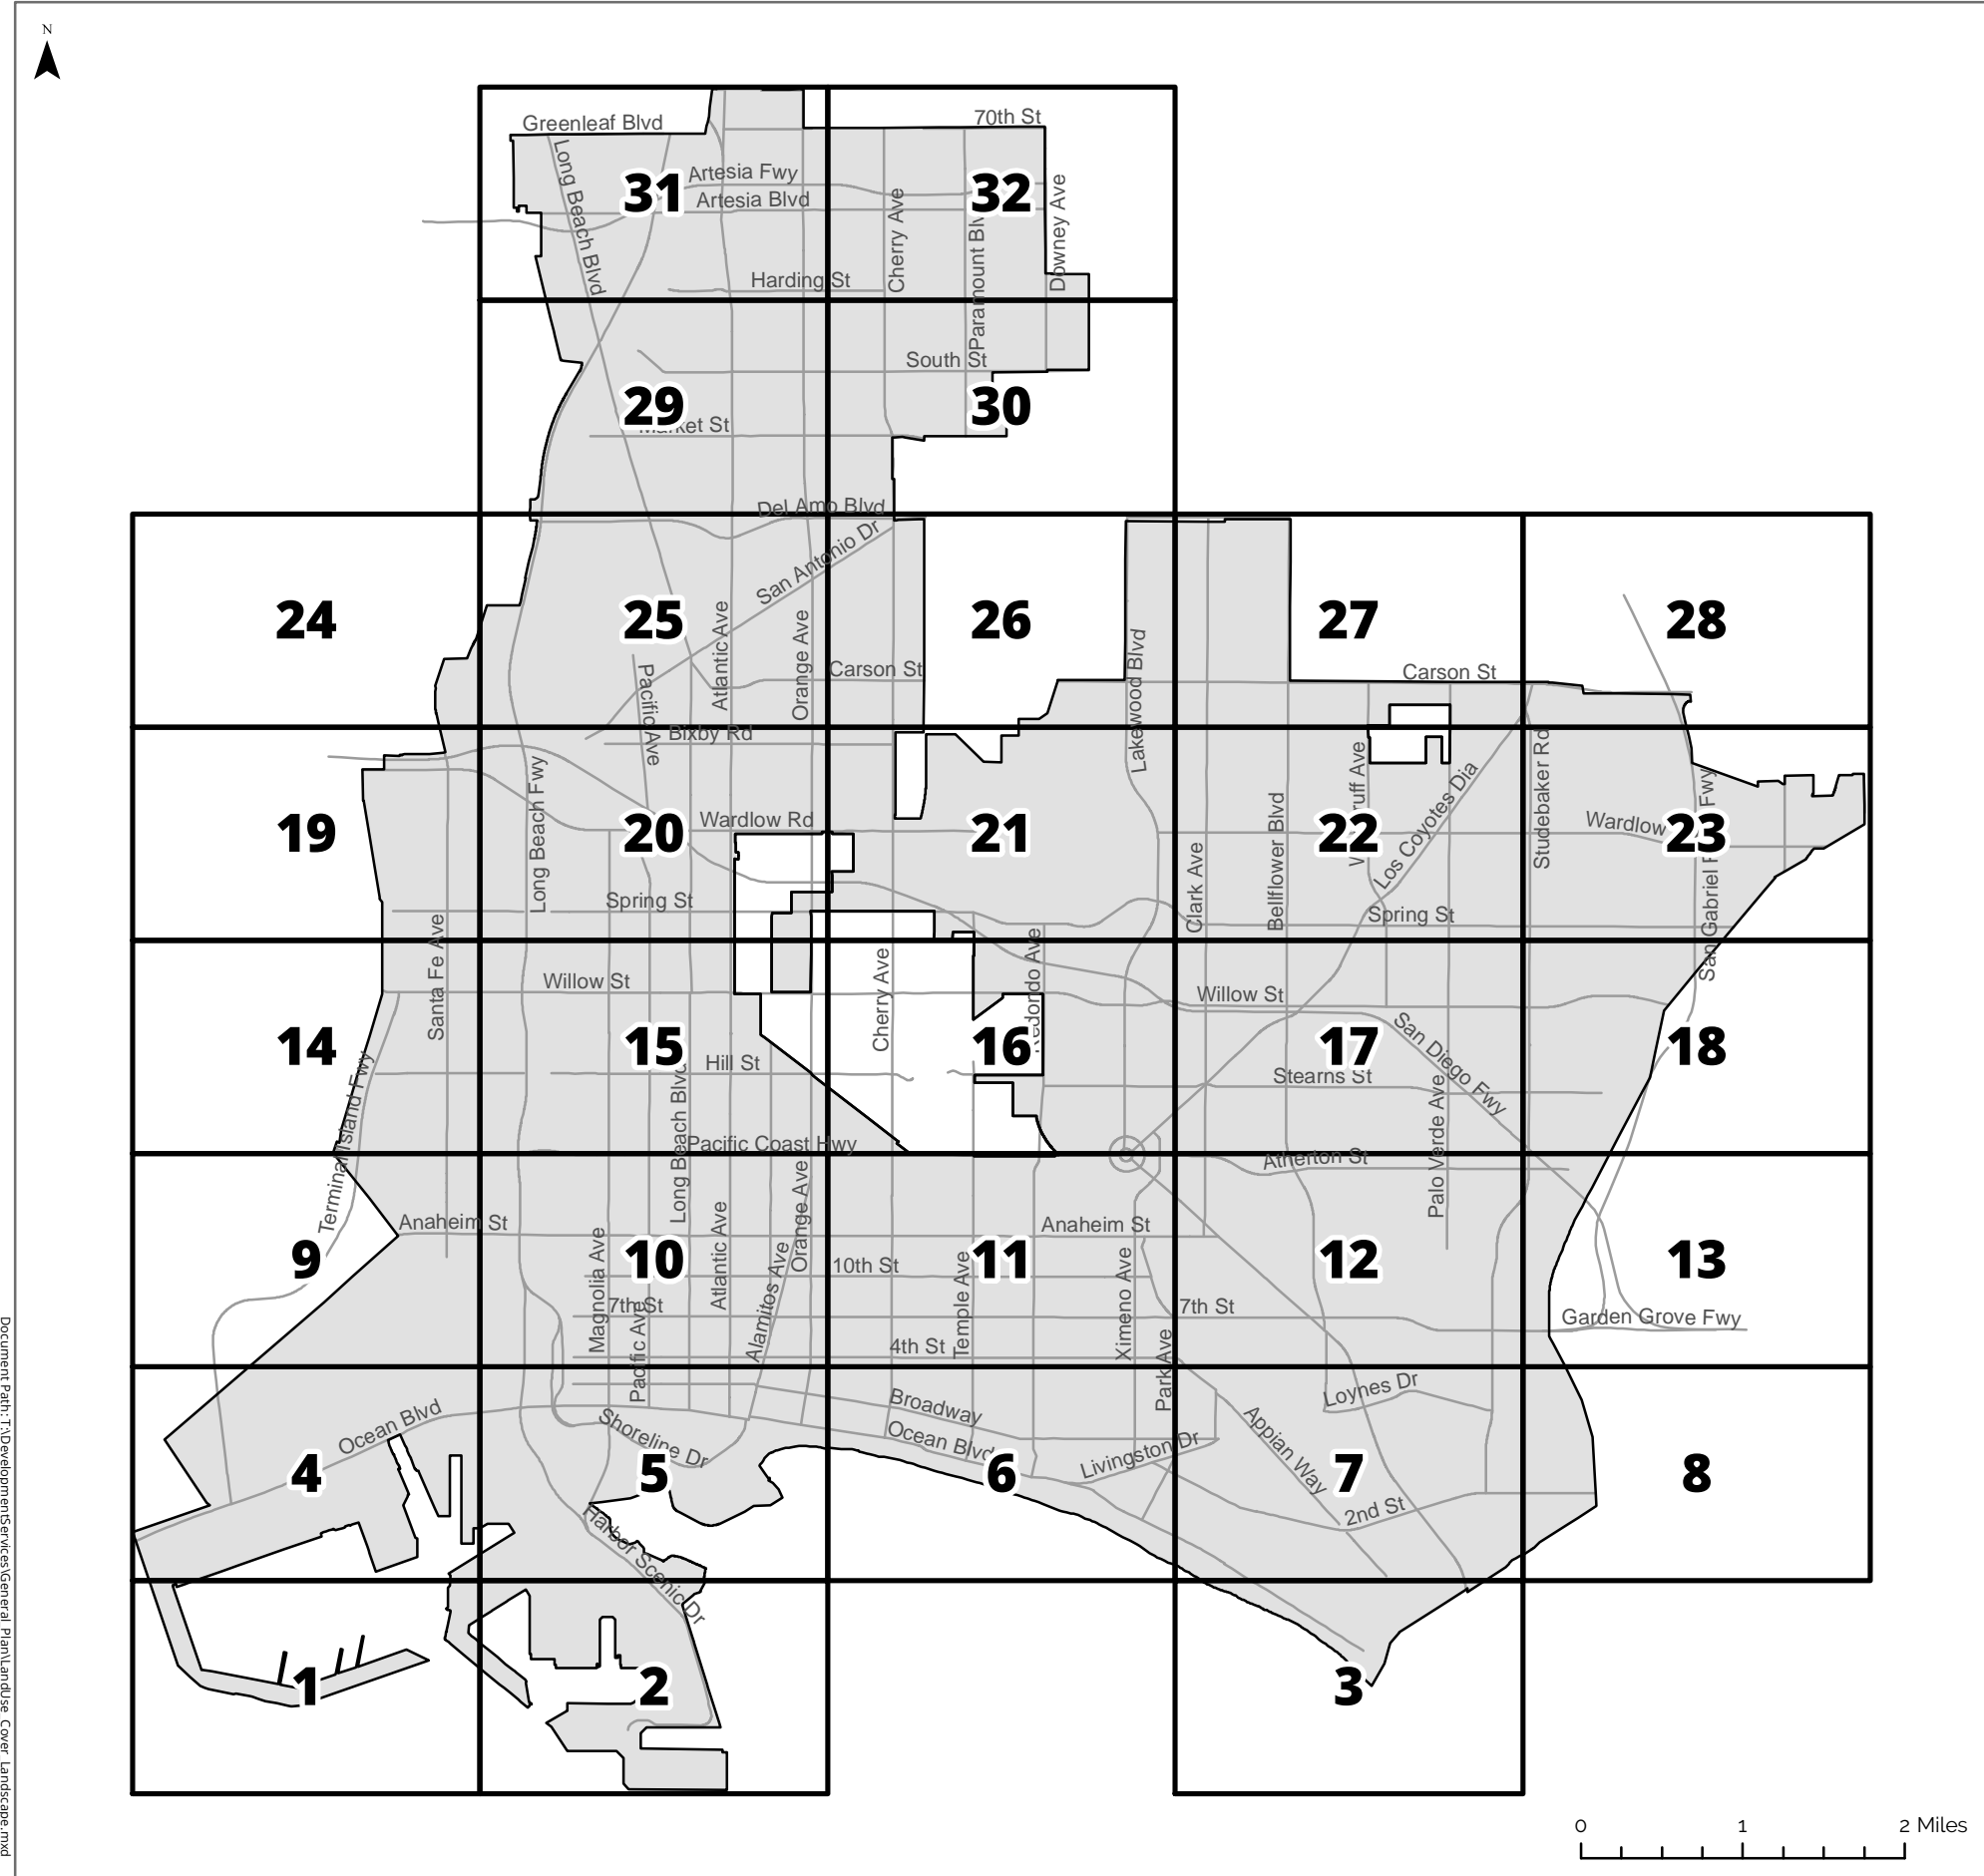 N
Greenleaf Blvd
70th St
Long Beach Blvd
31
Artesia Fwy
Artesia Blvd
Cherry Ave
32
Paramount Blv
Downey Ave
Harding St
South St
29
30
Market St
Del Amo Blvd
San Antonio Dr
24
25
26
27
28
Atlantic Ave
Orange Ave
Pacific Ave
Carson St
Lakewood Blvd
Carson St
Bixby Rd
19
Long Beach Fwy
20
Wardlow Rd
21
Clark Ave
Bellflower Blvd
22
Los Coyotes Dia
Studebaker Rd
Wardlow
23
San Gabriel F
Fwy
Spring St
Spring St
Santa Fe Ave
Willow St
Cherry Ave
Redondo Ave
Willow St
14
15
16
17
18
Terminal Island Fwy
Hill St
Long Beach Blvd
San Diego Fwy
Stearns St
Palo Verde Ave
Pacific Coast Hwy
Atherton St
Anaheim St
Anaheim St
9
10
11
12
13
Magnolia Ave
Pacific Ave
Atlantic Ave
Alamitos Ave
Orange Ave
10th St
Temple Ave
Ximeno Ave
Park Ave
7th St
7th St
Garden Grove Fwy
4th St
Ocean Blvd
Shoreline Dr
Broadway
Ocean Blvd
Livingston Dr
Appian Way
Loynes Dr
2nd St
4
5
6
7
8
Harbor Scenic Dr
1
2
3
0 1 2 Miles
Document Path: T:\DevelopmentServices\General Plan\LandUse_Cover_Landscape.mxd